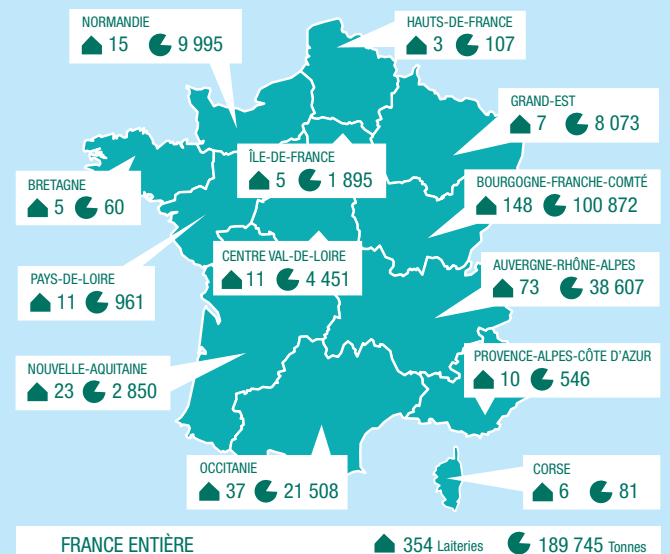 NORMANDIE
15 9 995
HAUTS-DE-FRANCE
3 107
GRAND-EST
7 8 073
ÎLE-DE-FRANCE
5 1 895
BRETAGNE
5 60
BOURGOGNE-FRANCHE-COMTÉ
148 100 872
CENTRE VAL-DE-LOIRE
11 4 451
PAYS-DE-LOIRE
11 961
AUVERGNE-RHÔNE-ALPES
73 38 607
NOUVELLE-AQUITAINE
23 2 850
PROVENCE-ALPES-CÔTE D'AZUR
10 546
OCCITANIE
37 21 508
CORSE
6 81
FRANCE ENTIÈRE 354 Laiteries 189 745 Tonnes